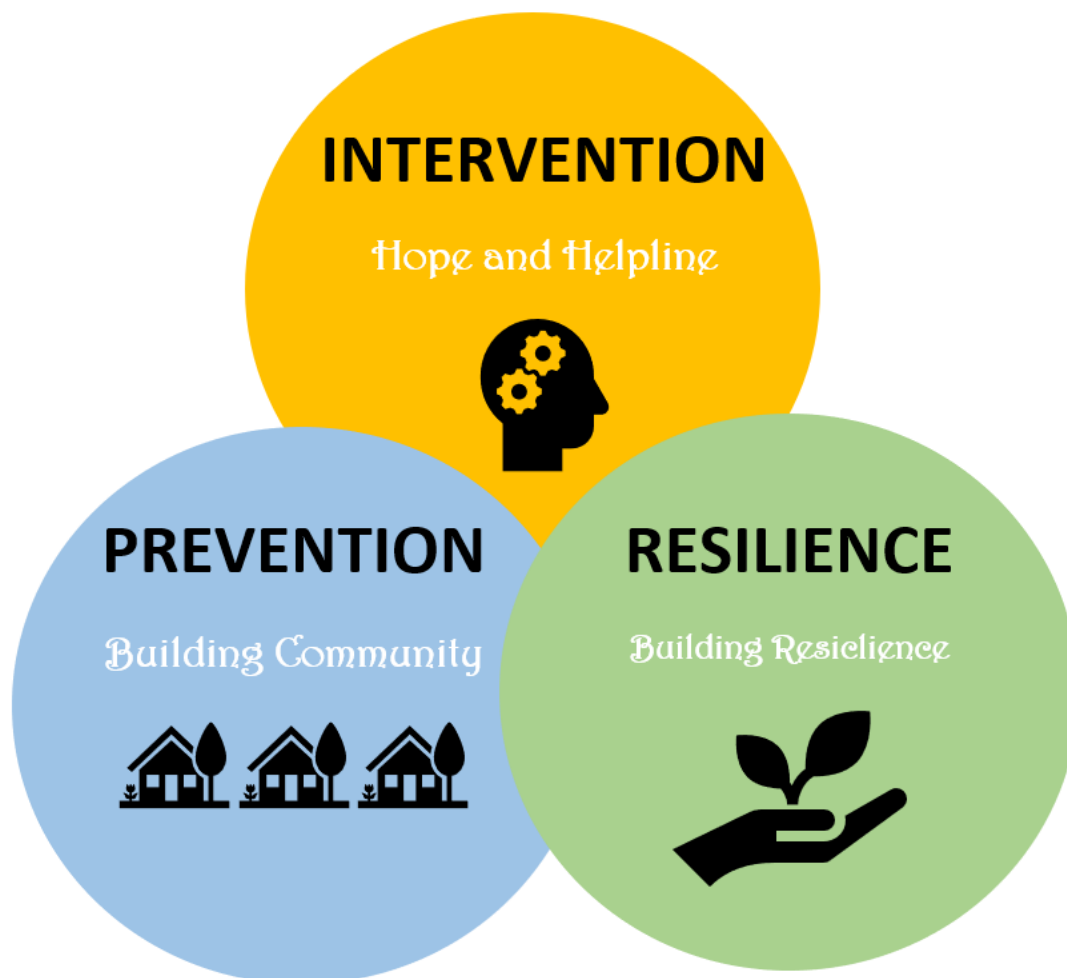 INTERVENTION
Hope and Helpline
PREVENTION
Building Community
RESILIENCE
Building Resiclience